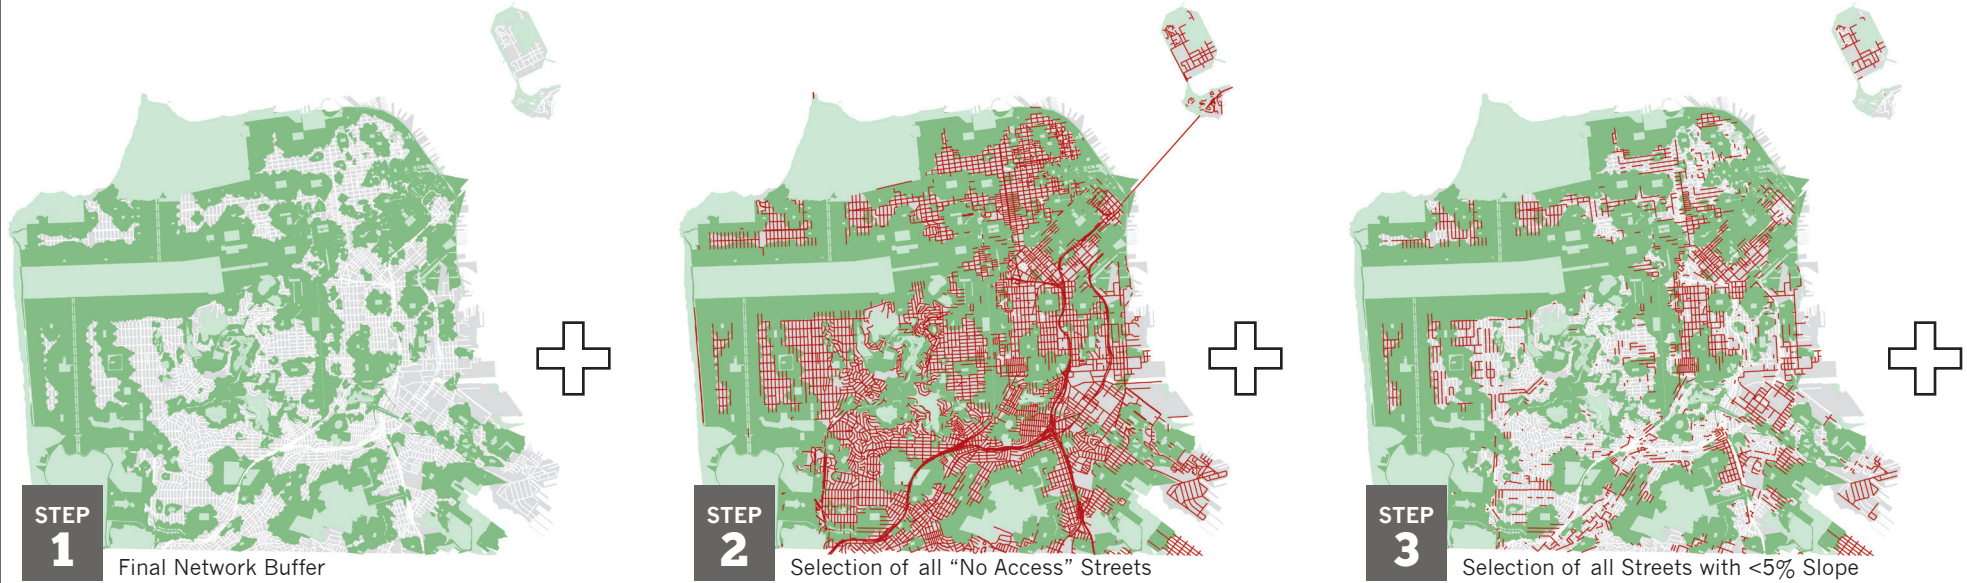 STEP
1
Final Network Buffer
STEP
2
Selection of all “No Access” Streets
STEP
3
Selection of all Streets with <5% Slope